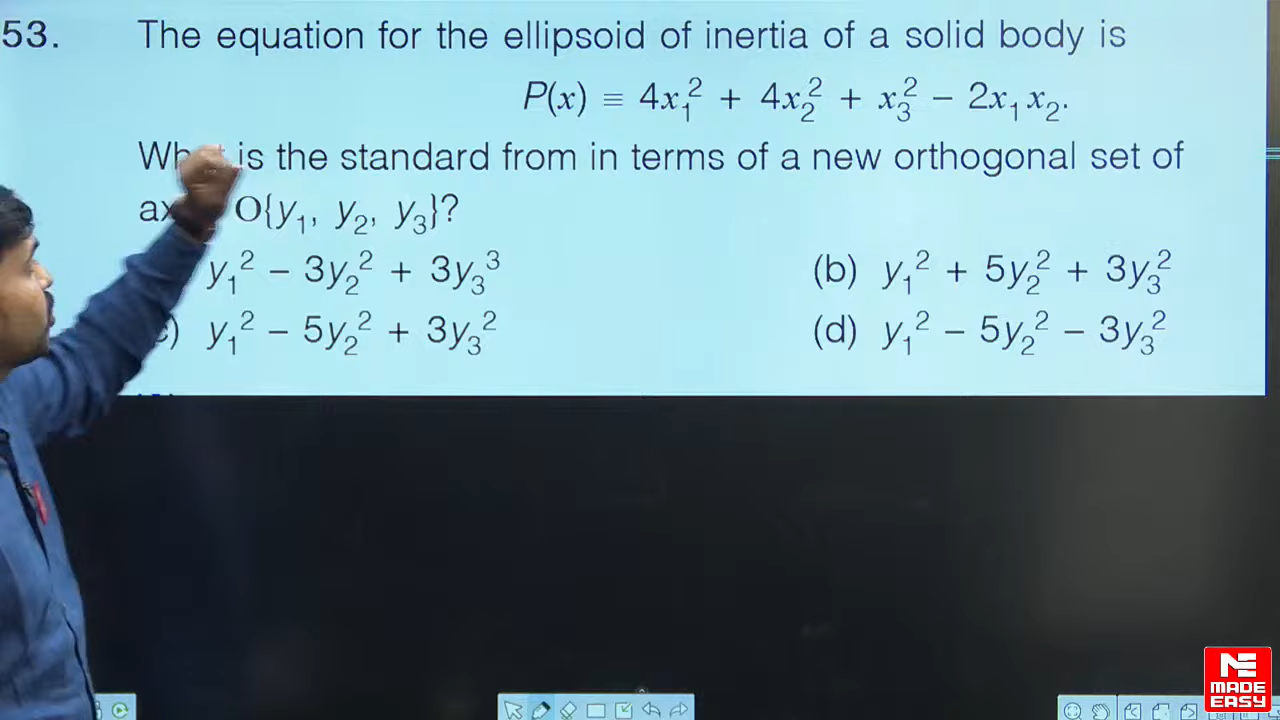 53. The equation for the ellipsoid of inertia of a solid body is
P(x) ≡ 4x₁² + 4x₂² + x₃² − 2x₁x₂.
is the standard from in terms of a new orthogonal set of
O{y₁, y₂, y₃}?
y₁² − 3y₂² + 3y₃³ (b) y₁² + 5y₂² + 3y₃²
y₁² − 5y₂² + 3y₃² (d) y₁² − 5y₂² − 3y₃²
ME
MADE
EASY